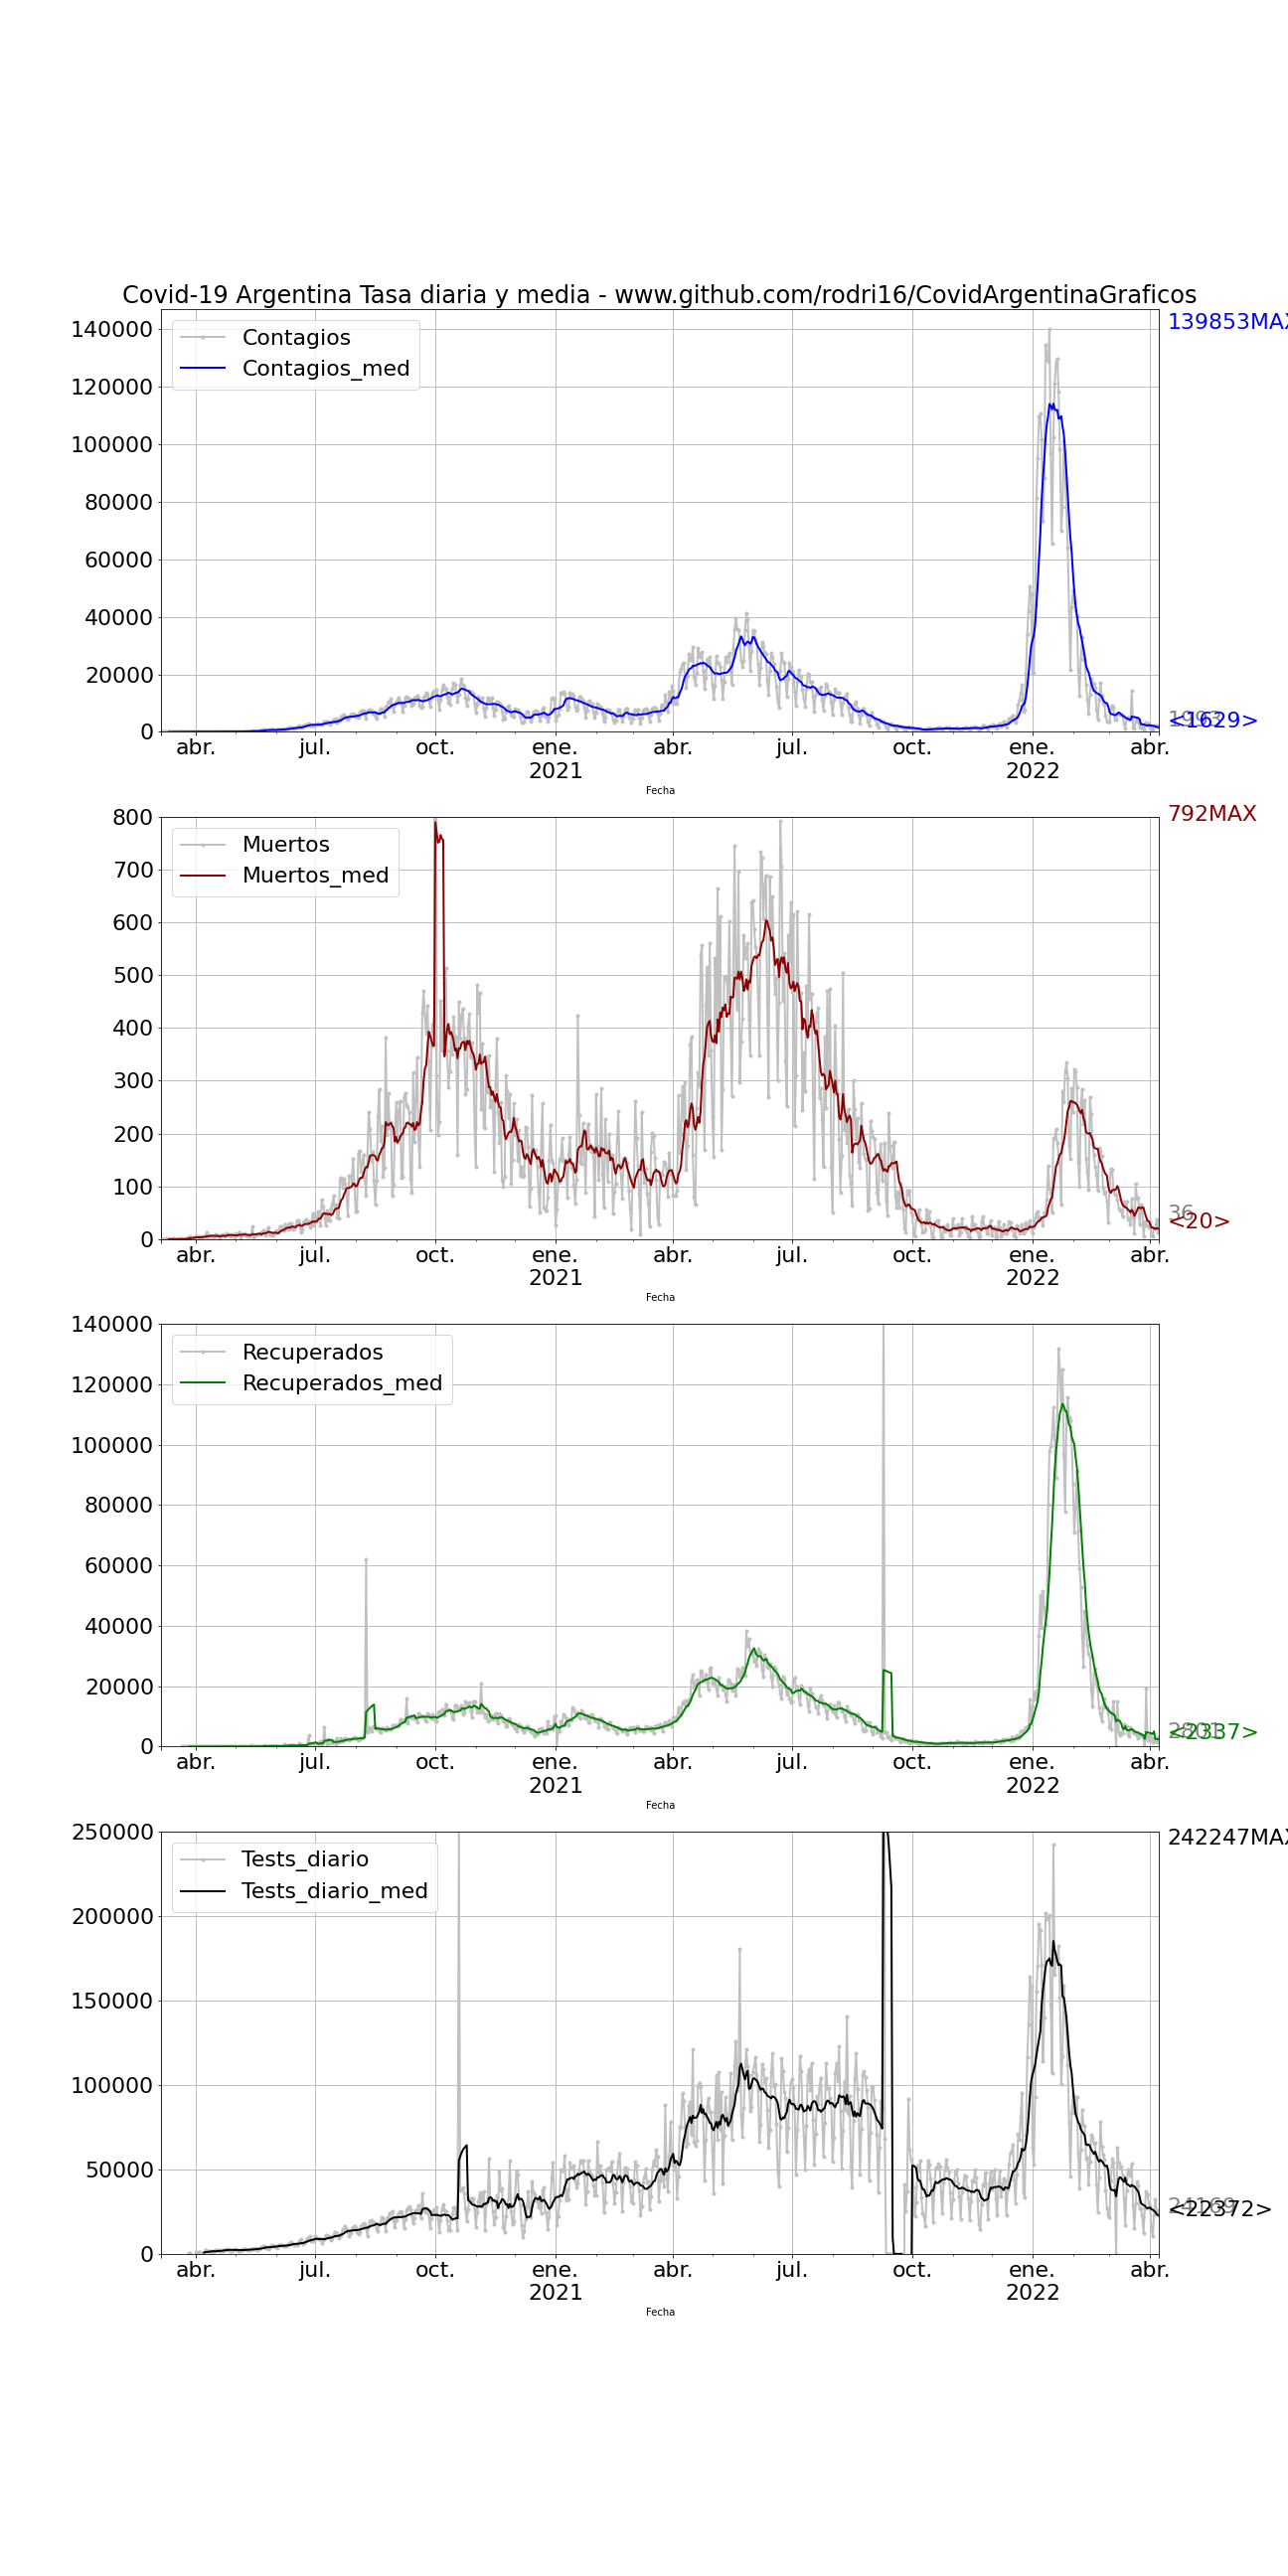 Covid-19 Argentina Tasa diaria y media - www.github.com/rodri16/CovidArgentinaGraficos
139853MAX
140000
120000
100000
80000
60000
40000
20000
0
Contagios
Contagios_med
<1629>
abr.
jul.
oct.
ene.
2021
abr.
jul.
oct.
ene.
2022
abr.
Fecha
792MAX
800
700
600
500
400
300
200
100
0
Muertos
Muertos_med
36
<20>
abr.
jul.
oct.
ene.
2021
abr.
jul.
oct.
ene.
2022
abr.
Fecha
140000
120000
100000
80000
60000
40000
20000
0
Recuperados
Recuperados_med
<2337>
abr.
jul.
oct.
ene.
2021
abr.
jul.
oct.
ene.
2022
abr.
Fecha
242247MAX
250000
200000
150000
100000
50000
0
Tests_diario
Tests_diario_med
<22372>
abr.
jul.
oct.
ene.
2021
abr.
jul.
oct.
ene.
2022
abr.
Fecha